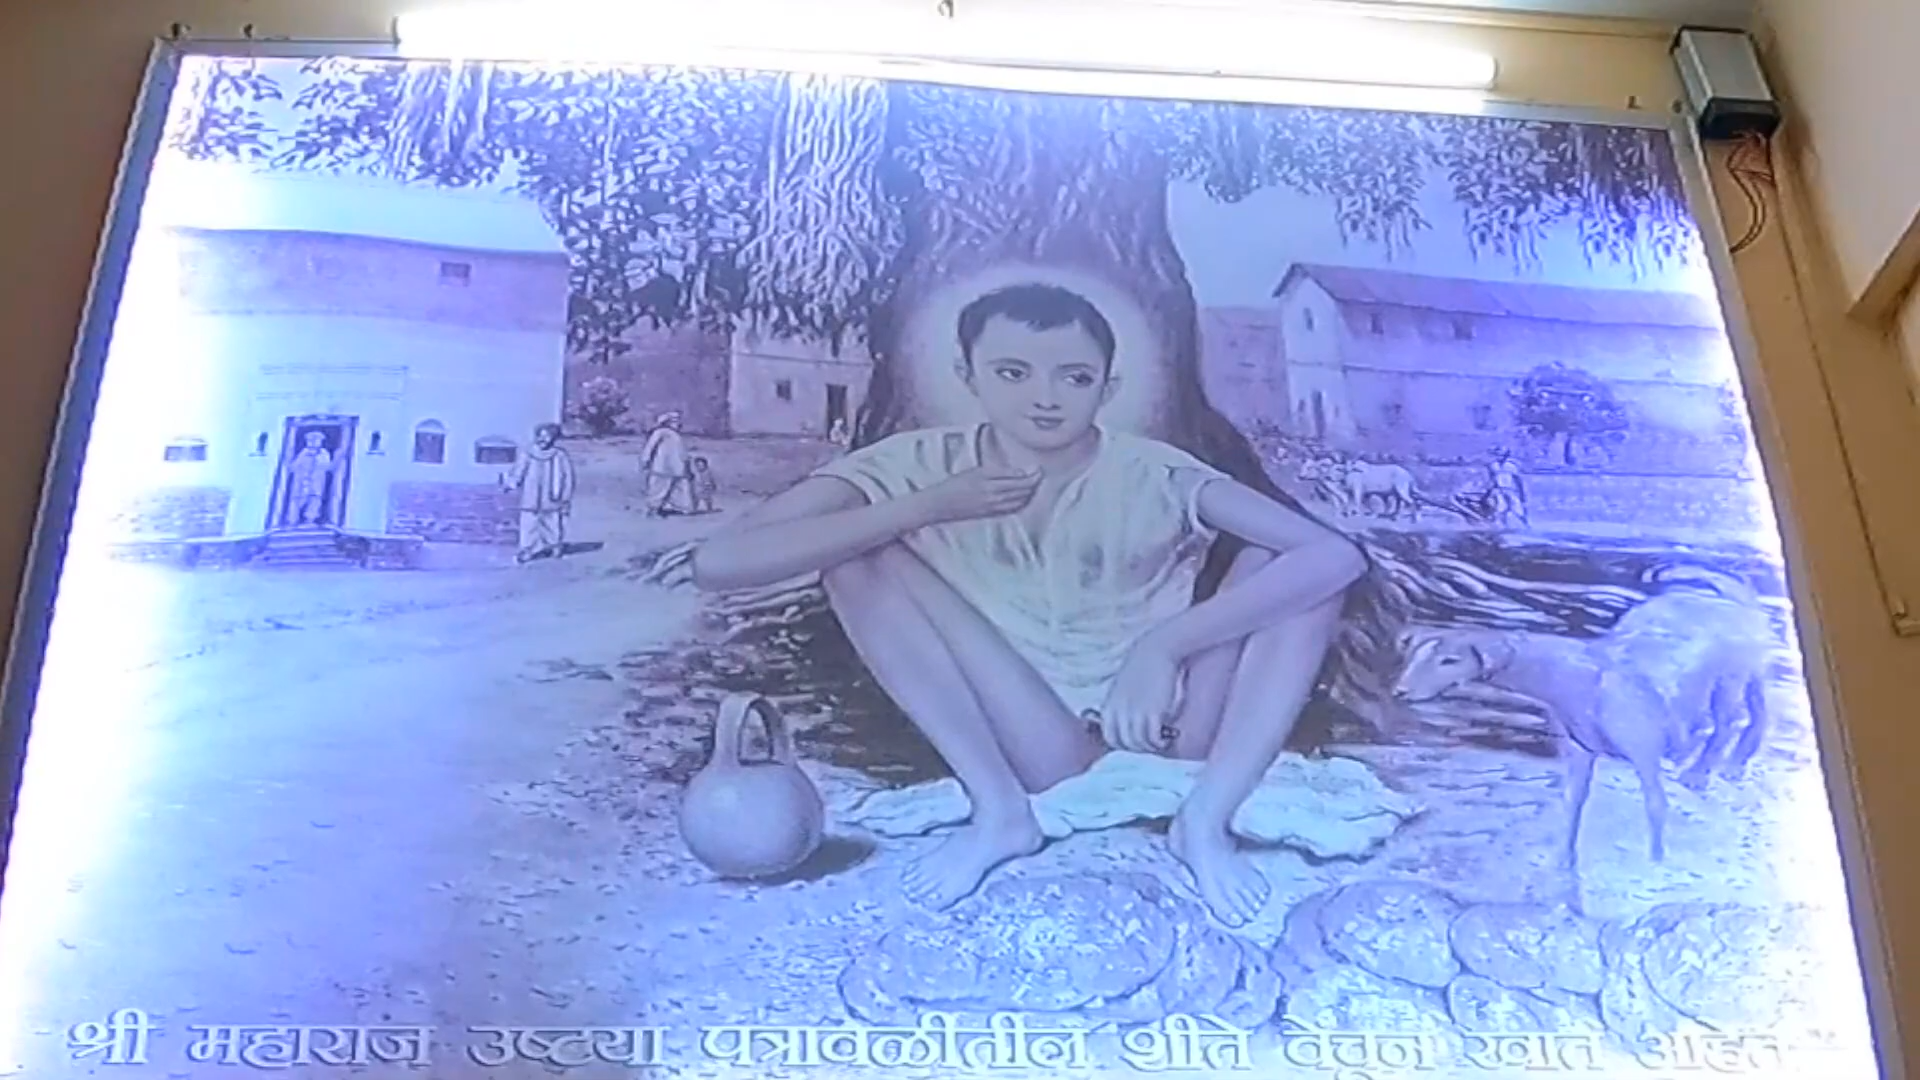 श्री महाराज उष्ट्या पत्रावळीतील शीते वेंचून खात आहेत